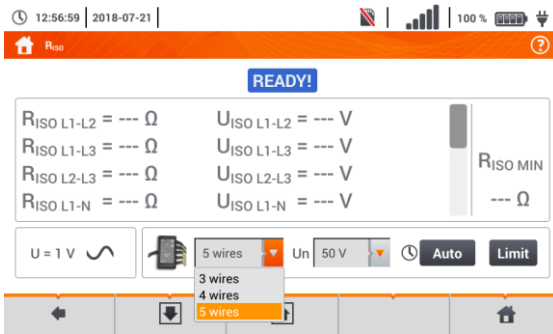 12:56:59 2018-07-21 100 %
RISO ?
READY!
RISO L1-L2 = --- Ω UISO L1-L2 = --- V
RISO L1-L3 = --- Ω UISO L1-L3 = --- V
RISO L2-L3 = --- Ω UISO L2-L3 = --- V
RISO L1-N = --- Ω UISO L1-N = --- V
RISO MIN
--- Ω
U = 1 V 5 wires Un 50 V Auto Limit
3 wires
4 wires
5 wires